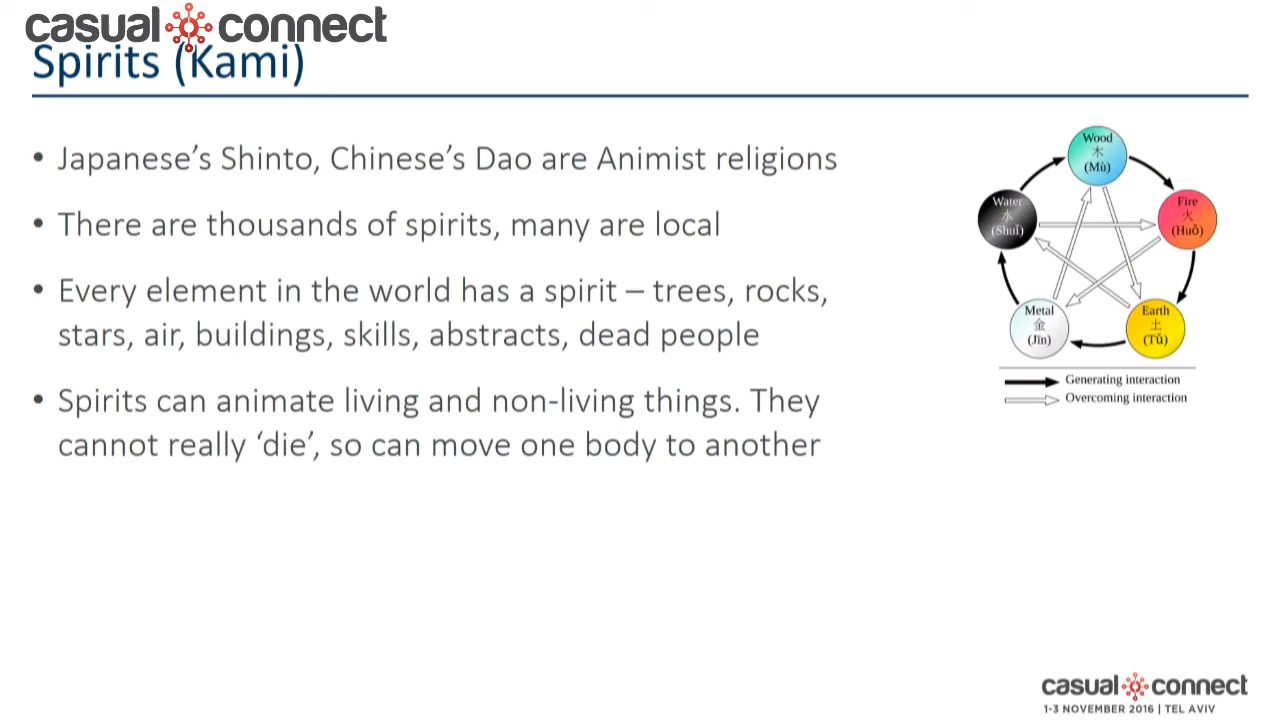 casual connect
Spirits (Kami)
• Japanese's Shinto, Chinese's Dao are Animist religions
• There are thousands of spirits, many are local
• Every element in the world has a spirit – trees, rocks,
stars, air, buildings, skills, abstracts, dead people
• Spirits can animate living and non-living things. They
cannot really ‘die’, so can move one body to another
Wood
木
(Mù)
Water
水
(Shuǐ)
Fire
火
(Huǒ)
Metal
金
(Jīn)
Earth
土
(Tǔ)
Generating interaction
Overcoming interaction
casual connect
1-3 NOVEMBER 2016 | TEL AVIV